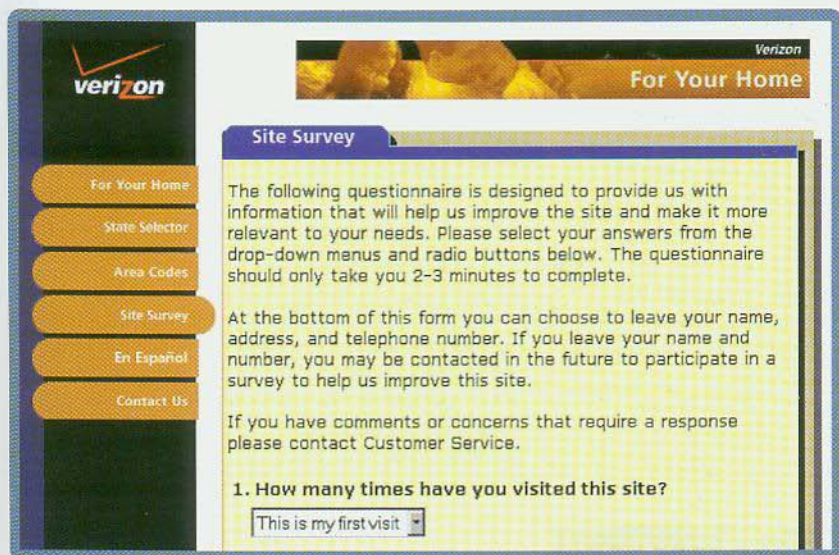 verizon
Verizon
For Your Home
Site Survey
For Your Home
State Selector
Area Codes
Site Survey
En Español
Contact Us
The following questionnaire is designed to provide us with
information that will help us improve the site and make it more
relevant to your needs. Please select your answers from the
drop-down menus and radio buttons below. The questionnaire
should only take you 2-3 minutes to complete.
At the bottom of this form you can choose to leave your name,
address, and telephone number. If you leave your name and
number, you may be contacted in the future to participate in a
survey to help us improve this site.
If you have comments or concerns that require a response
please contact Customer Service.
1. How many times have you visited this site?
This is my first visit